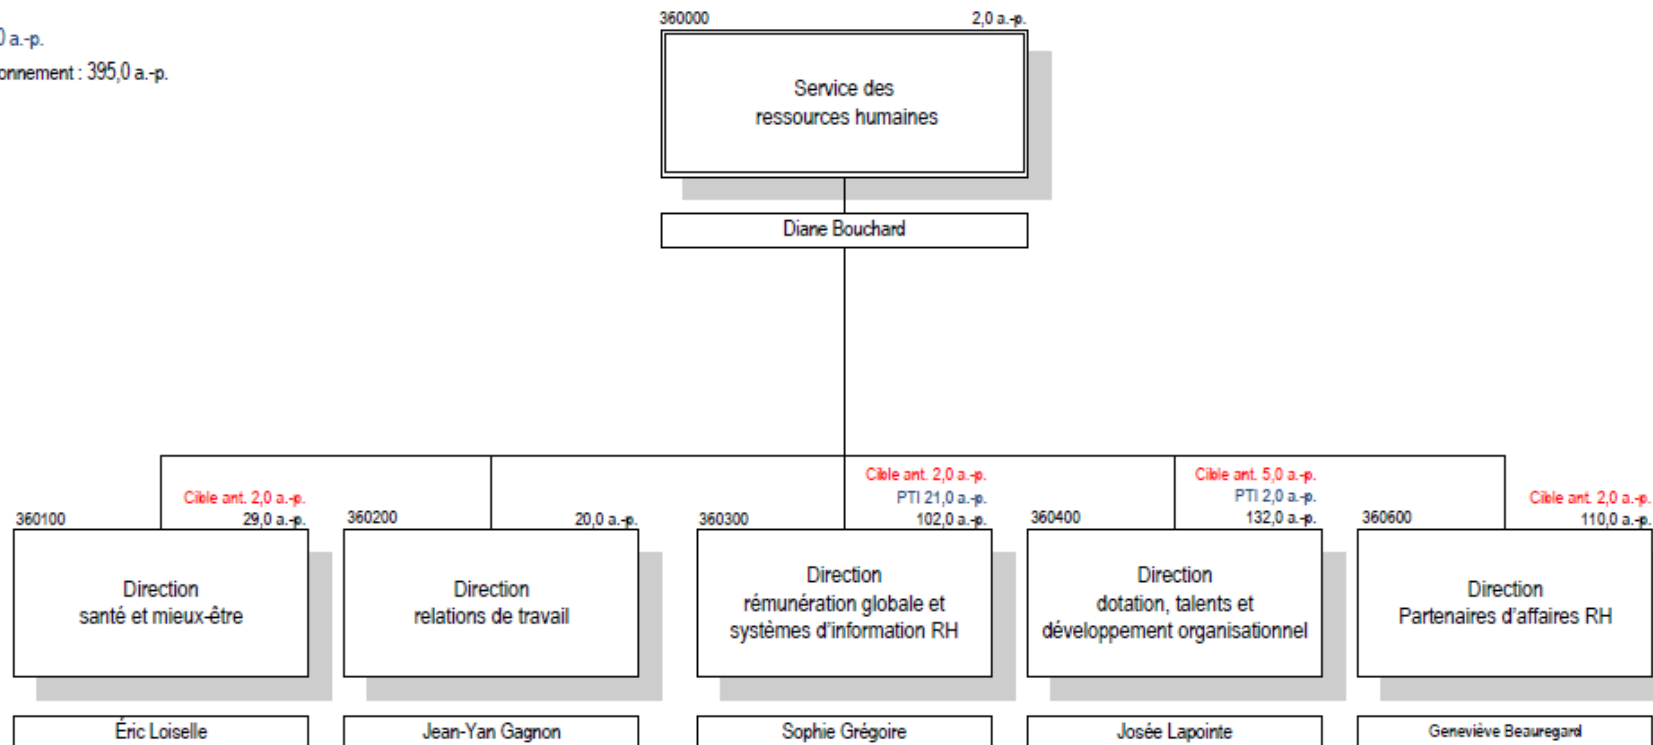 360000 2,0 a.-p.
0 a.-p.
onnement : 395,0 a.-p.
Service des
ressources humaines
Diane Bouchard
Cible ant. 2,0 a.-p.
29,0 a.-p.
360100
Direction
santé et mieux-être
Éric Loiselle
360200 20,0 a.-p.
Direction
relations de travail
Jean-Yan Gagnon
Cible ant. 2,0 a.-p.
PTI 21,0 a.-p.
360300 102,0 a.-p.
Direction
rémunération globale et
systèmes d'information RH
Sophie Grégoire
Cible ant. 5,0 a.-p.
PTI 2,0 a.-p.
360400 132,0 a.-p.
Direction
dotation, talents et
développement organisationnel
Josée Lapointe
Cible ant. 2,0 a.-p.
360600 110,0 a.-p.
Direction
Partenaires d'affaires RH
Geneviève Beauregard